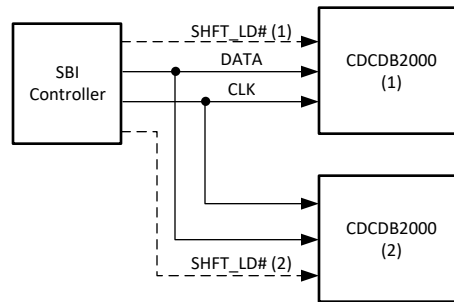 SHFT_LD# (1)
DATA
CLK
SBI
Controller
CDCDB2000
(1)
CDCDB2000
(2)
SHFT_LD# (2)